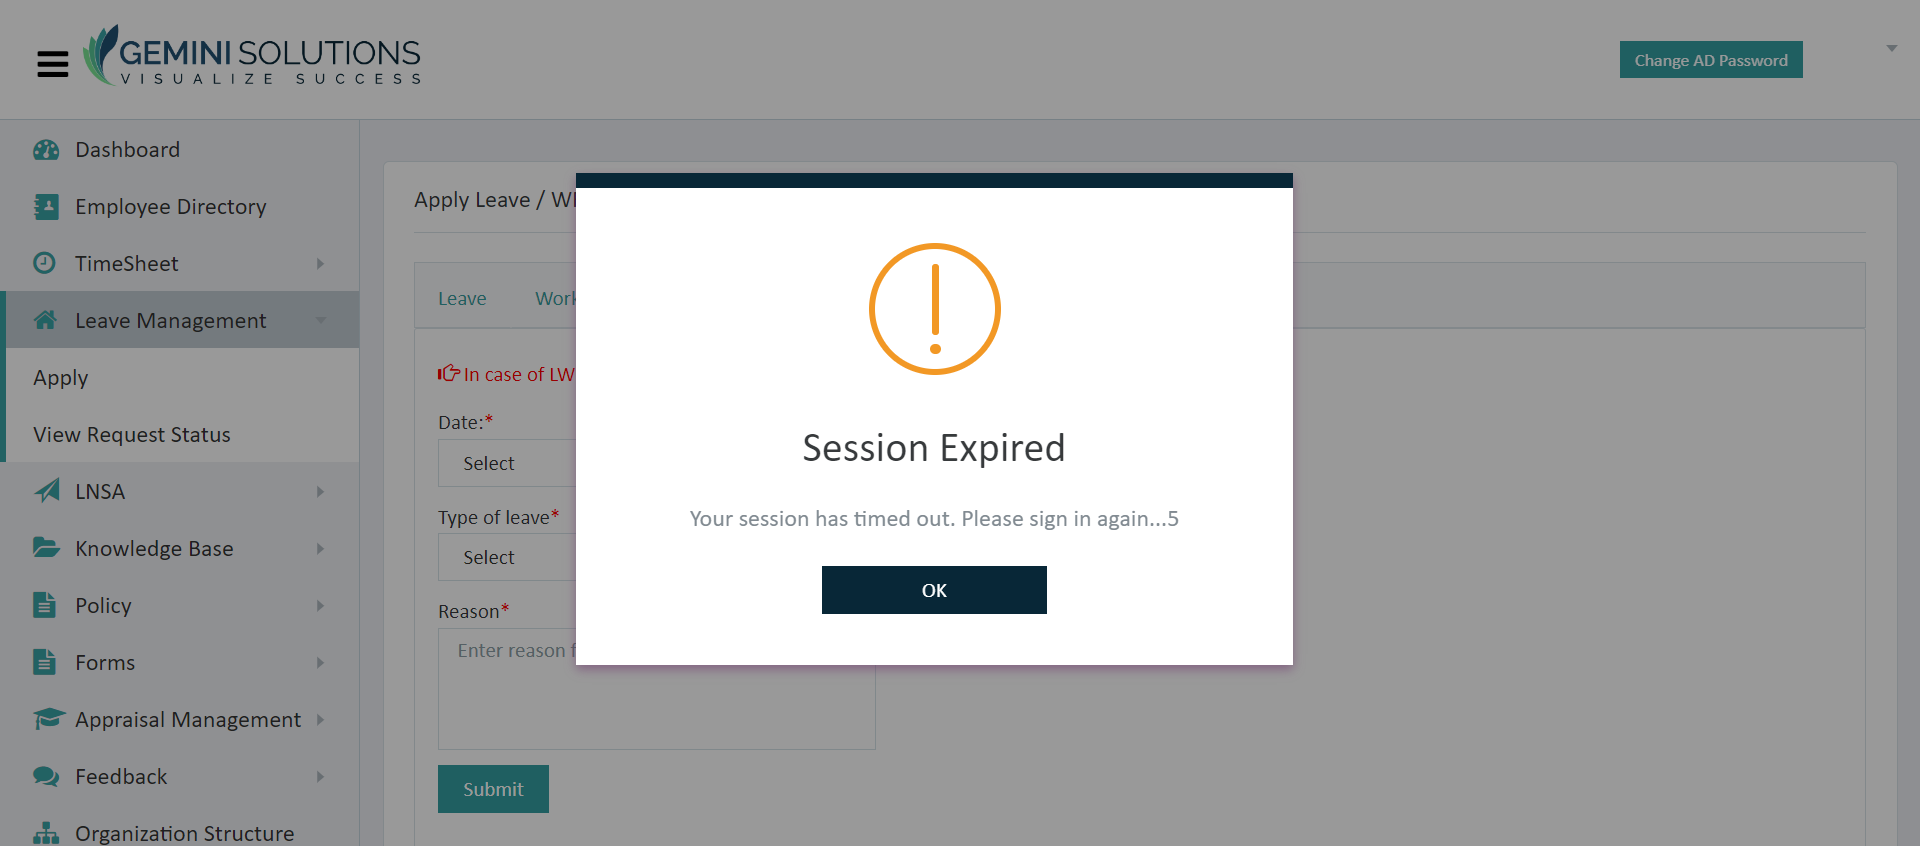 GEMINI SOLUTIONS
VISUALIZE SUCCESS
Change AD Password
Dashboard
Employee Directory
TimeSheet
Leave Management
Apply
View Request Status
LNSA
Knowledge Base
Policy
Forms
Appraisal Management
Feedback
Organization Structure
Apply Leave /
Leave
Work
In case of LW
Date:*
Select
Type of leave*
Select
Reason*
Enter reason
Submit
Session Expired
Your session has timed out. Please sign in again...5
OK